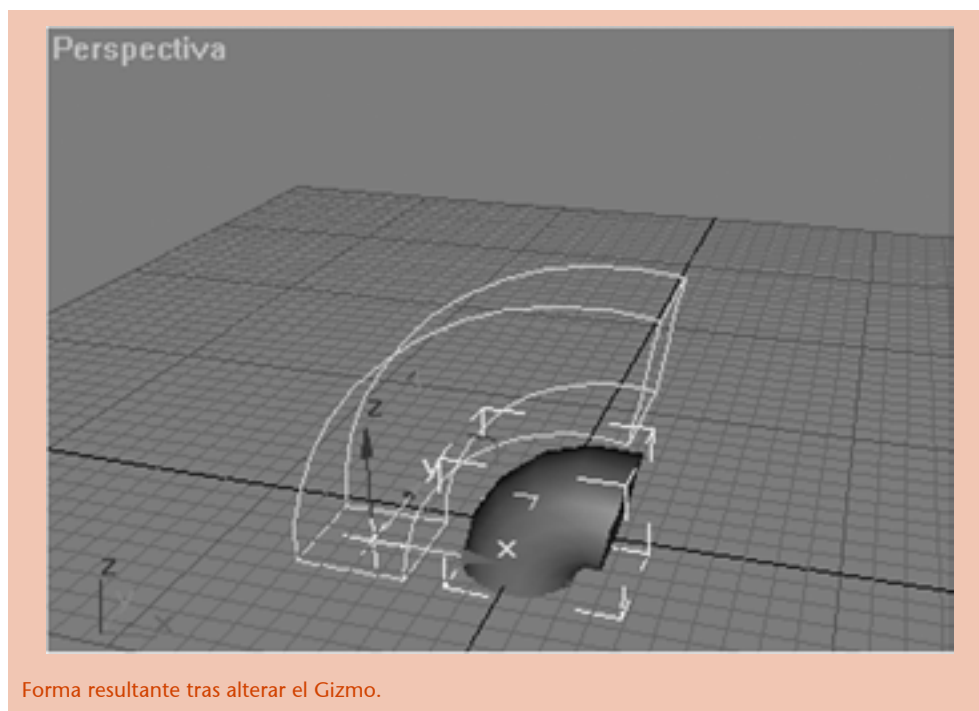 Perspectiva
z
y
x
z
y
x
Forma resultante tras alterar el Gizmo.